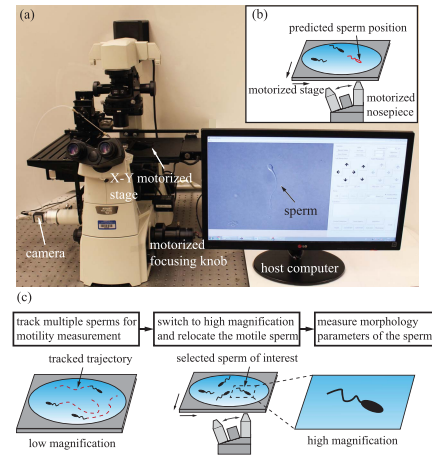 (a)
X-Y motorized
stage
camera
motorized
focusing knob
sperm
host computer
(b)
predicted sperm position
motorized stage
motorized
nosepiece
(c)
track multiple sperms for
motility measurement
switch to high magnification
and relocate the motile sperm
measure morphology
parameters of the sperm
tracked trajectory
low magnification
selected sperm of interest
high magnification